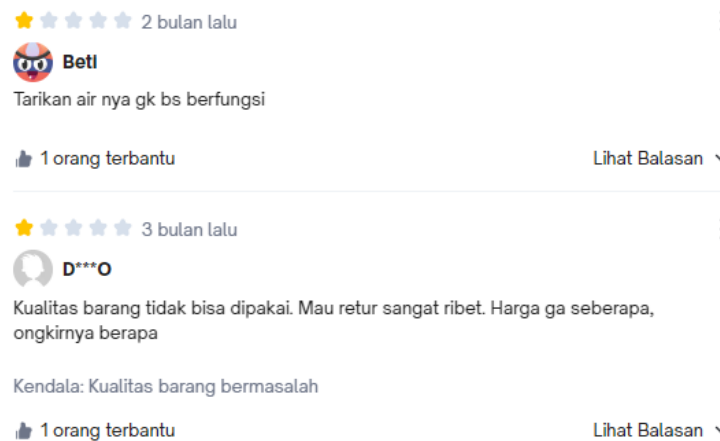 2 bulan lalu
Beti
Tarikan air nya gk bs berfungsi
1 orang terbantu
Lihat Balasan
3 bulan lalu
D***O
Kualitas barang tidak bisa dipakai. Mau retur sangat ribet. Harga ga seberapa,
ongkirnya berapa
Kendala: Kualitas barang bermasalah
1 orang terbantu
Lihat Balasan